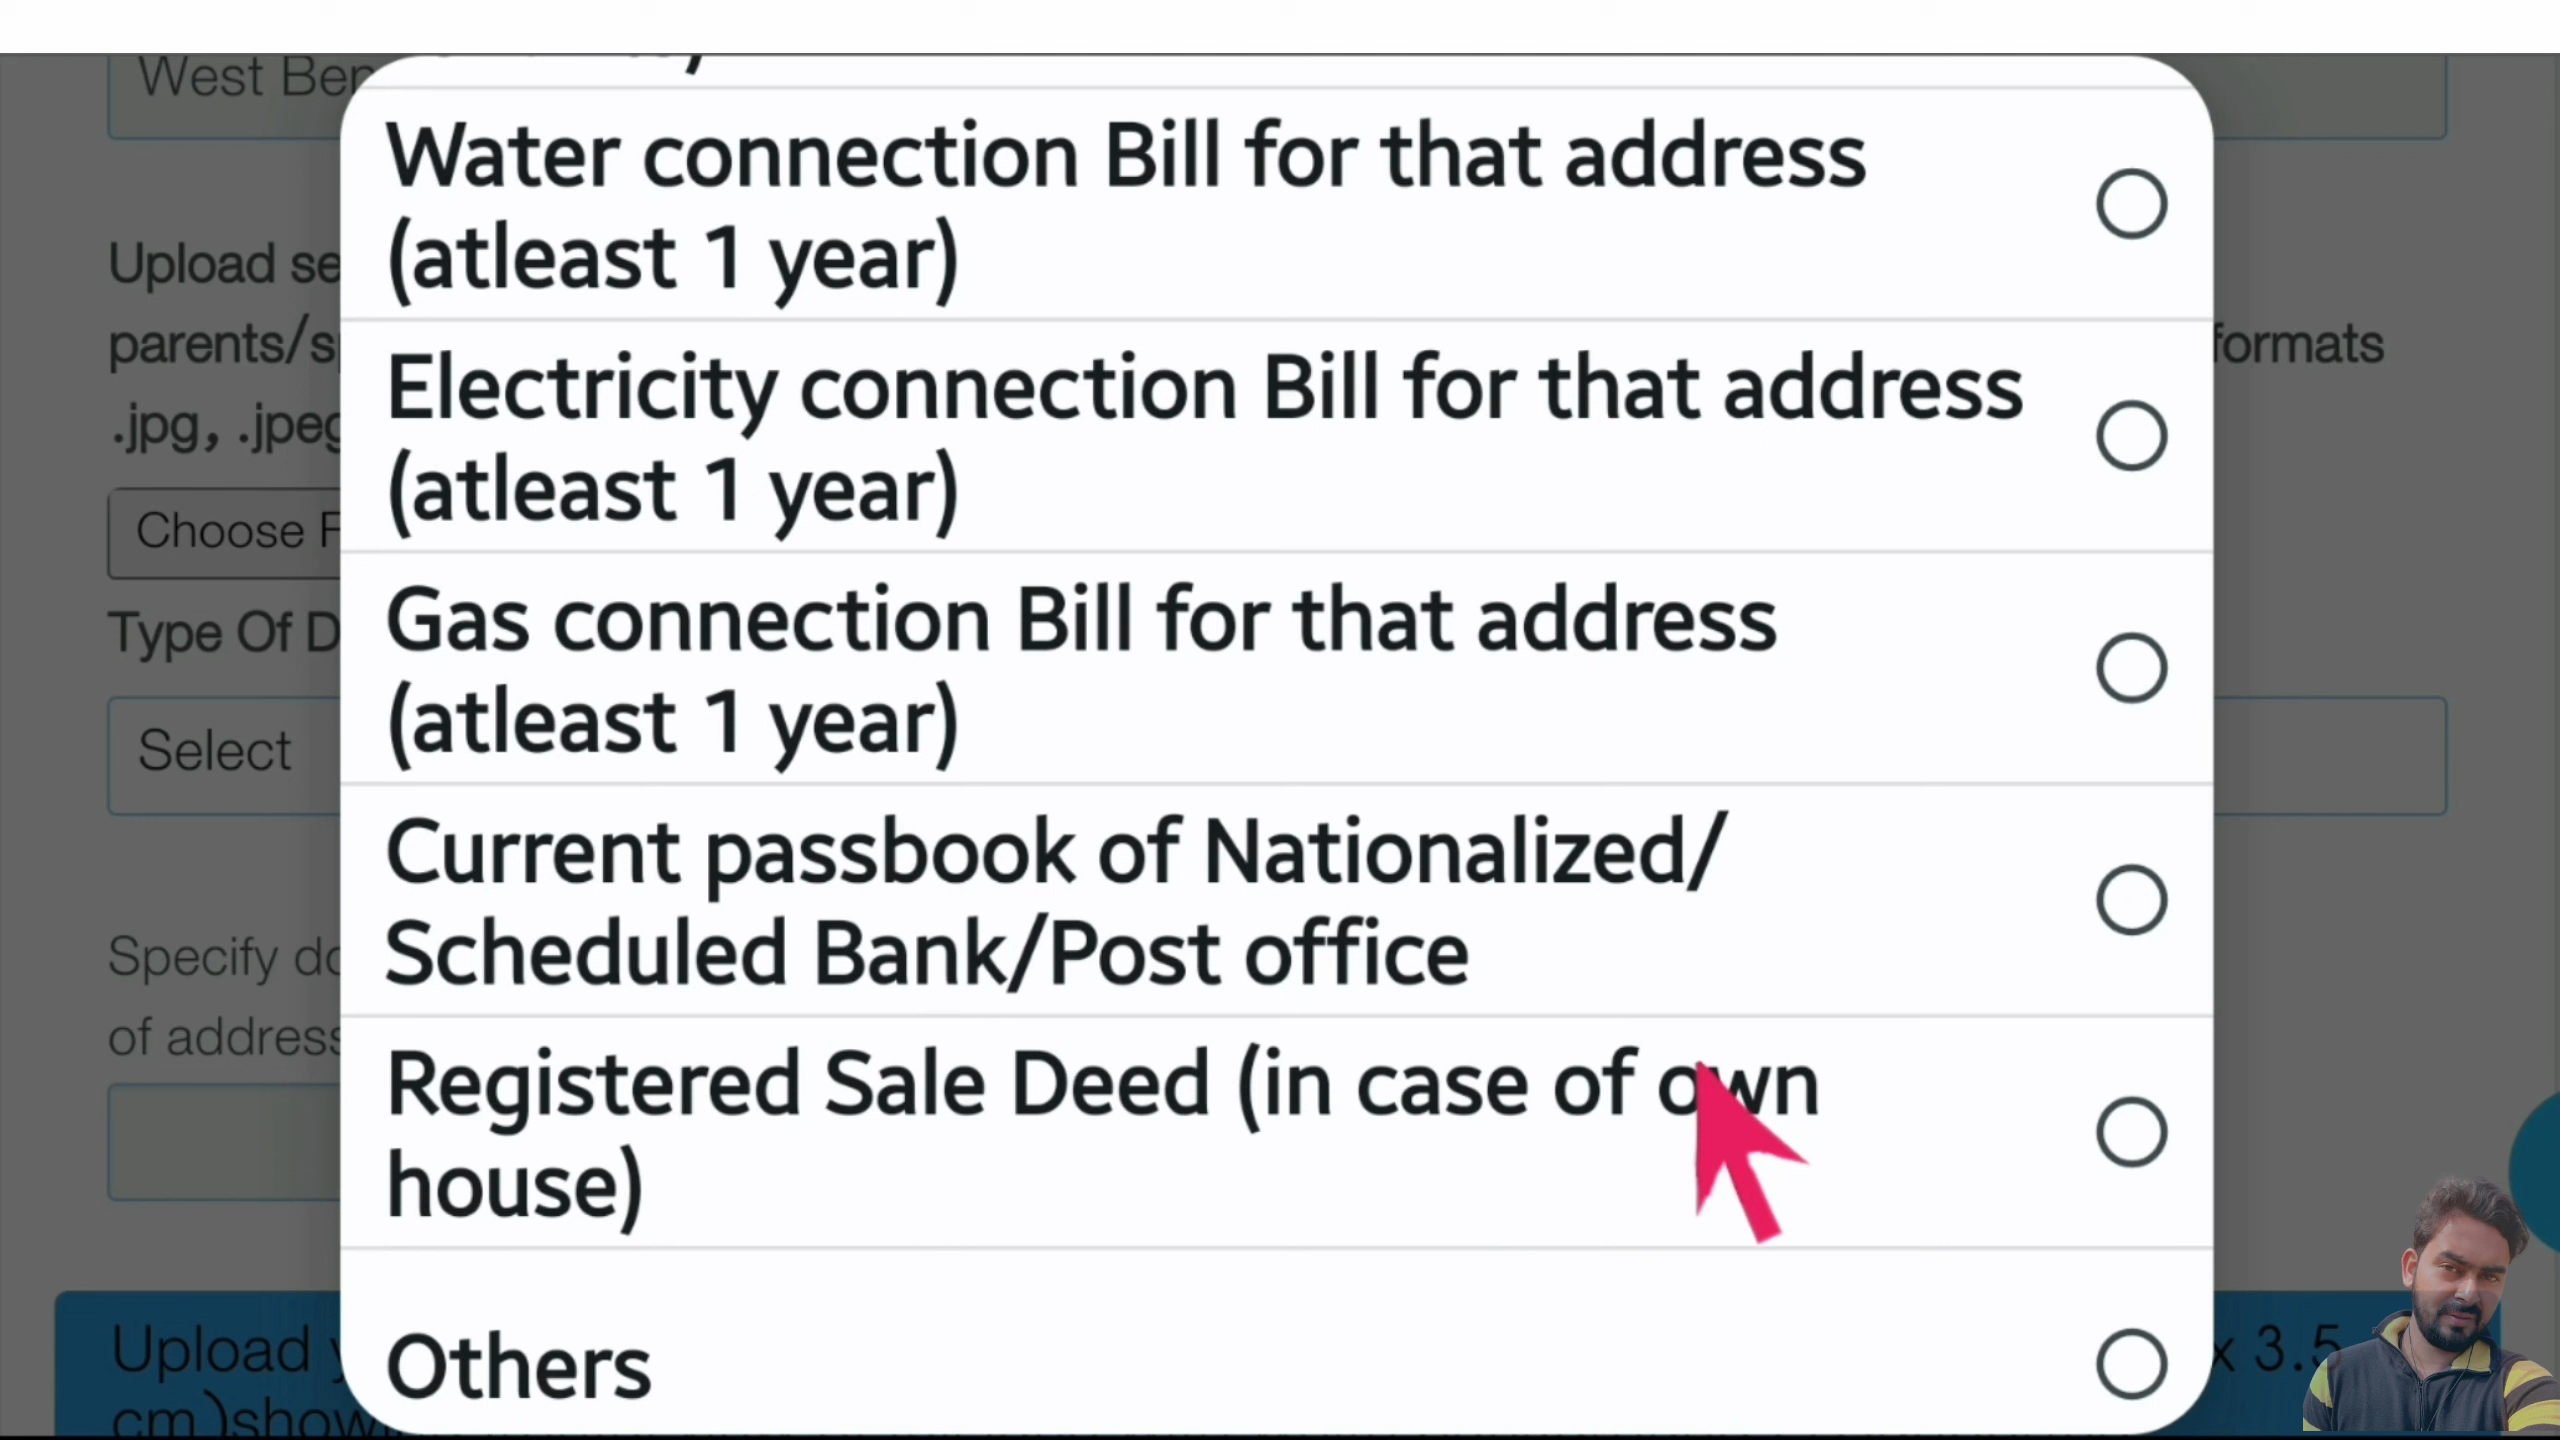 West Ben
Water connection Bill for that address
(atleast 1 year)
Upload se
parents/s
formats
.jpg, .jpeg
Electricity connection Bill for that address
(atleast 1 year)
Choose F
Gas connection Bill for that address
(atleast 1 year)
Type Of D
Select
Current passbook of Nationalized/
Scheduled Bank/Post office
Specify do
of address
Registered Sale Deed (in case of own
house)
Others
Upload
x 3.5
cm )show